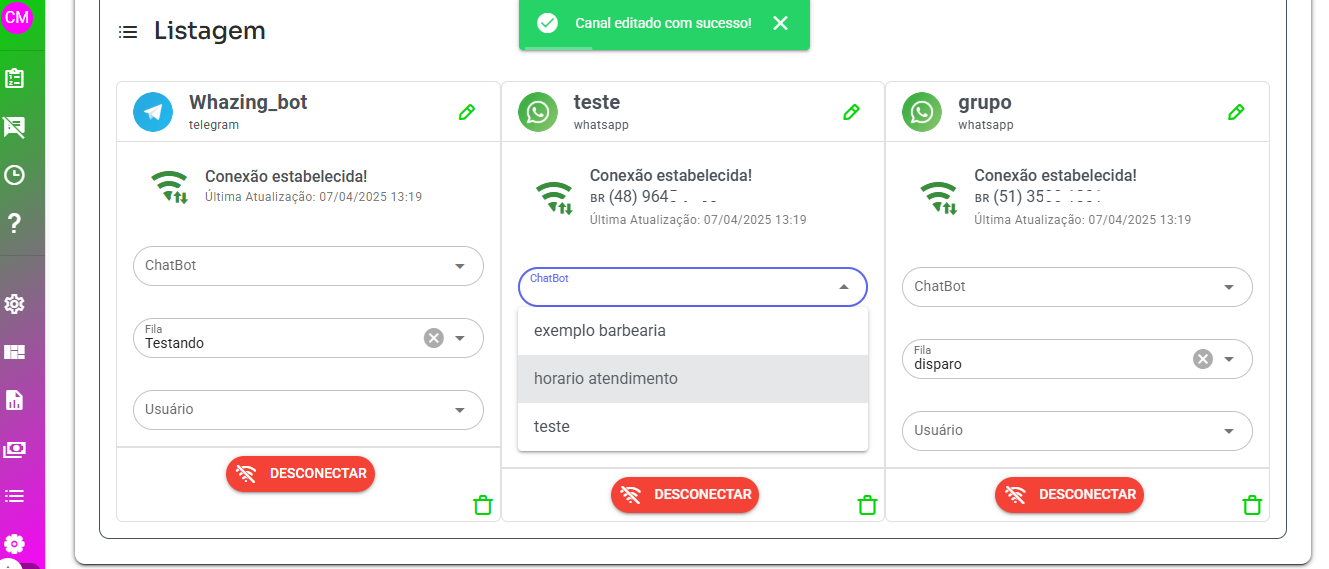 CM
Listagem
Canal editado com sucesso!
Whazing_bot
telegram
Conexão estabelecida!
Última Atualização: 07/04/2025 13:19
ChatBot
Fila
Testando
Usuário
DESCONECTAR
teste
whatsapp
Conexão estabelecida!
BR (48) 964
Última Atualização: 07/04/2025 13:19
ChatBot
exemplo barbearia
horario atendimento
teste
DESCONECTAR
grupo
whatsapp
Conexão estabelecida!
BR (51) 35
Última Atualização: 07/04/2025 13:19
ChatBot
Fila
disparo
Usuário
DESCONECTAR